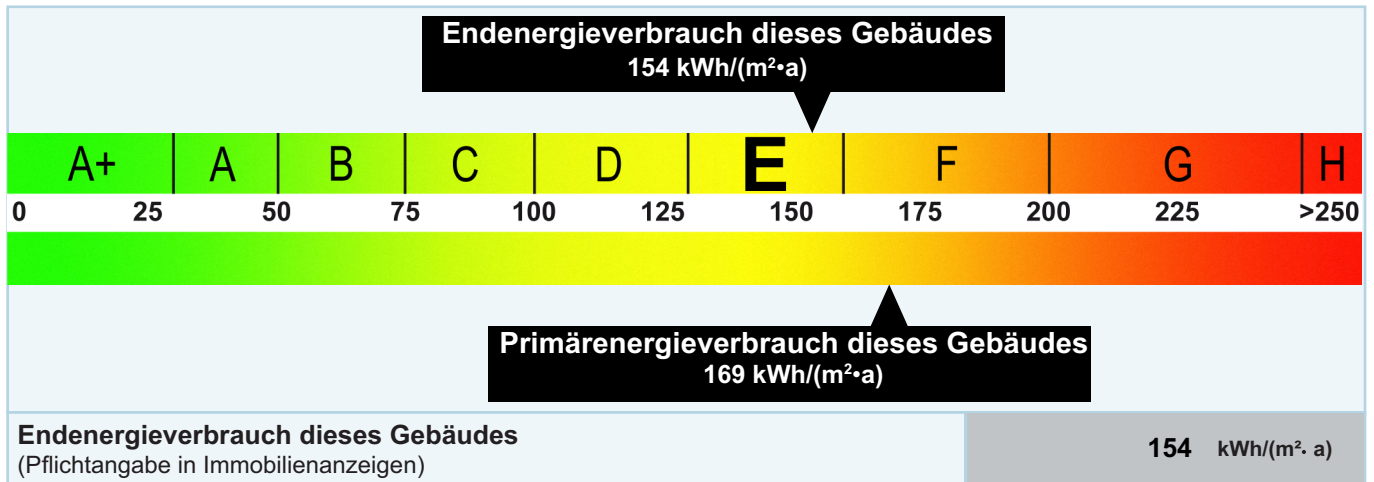 Endenergieverbrauch dieses Gebäudes
154 kWh/(m²•a)
A+ A B C D E F G H
0 25 50 75 100 125 150 175 200 225 >250
Primärenergieverbrauch dieses Gebäudes
169 kWh/(m²•a)
Endenergieverbrauch dieses Gebäudes
(Pflichtangabe in Immobilienanzeigen)
154 kWh/(m²· a)